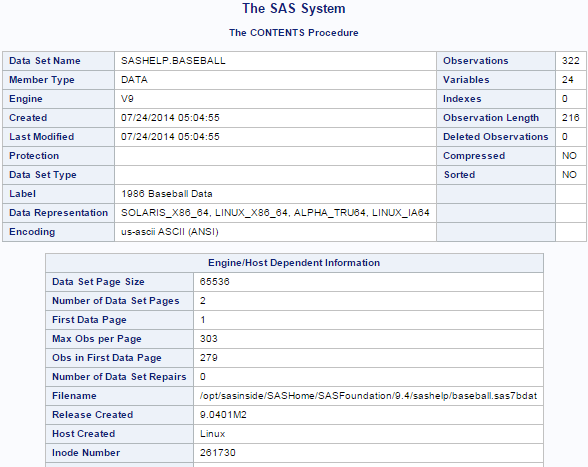 The SAS System
The CONTENTS Procedure
Data Set Name SASHELP.BASEBALL Observations 322
Member Type DATA Variables 24
Engine V9 Indexes 0
Created 07/24/2014 05:04:55 Observation Length 216
Last Modified 07/24/2014 05:04:55 Deleted Observations 0
Protection Compressed NO
Data Set Type Sorted NO
Label 1986 Baseball Data
Data Representation SOLARIS_X86_64, LINUX_X86_64, ALPHA_TRU64, LINUX_IA64
Encoding us-ascii ASCII (ANSI)
Engine/Host Dependent Information
Data Set Page Size 65536
Number of Data Set Pages 2
First Data Page 1
Max Obs per Page 303
Obs in First Data Page 279
Number of Data Set Repairs 0
Filename /opt/sasinside/SASHome/SASFoundation/9.4/sashelp/baseball.sas7bdat
Release Created 9.0401M2
Host Created Linux
Inode Number 261730